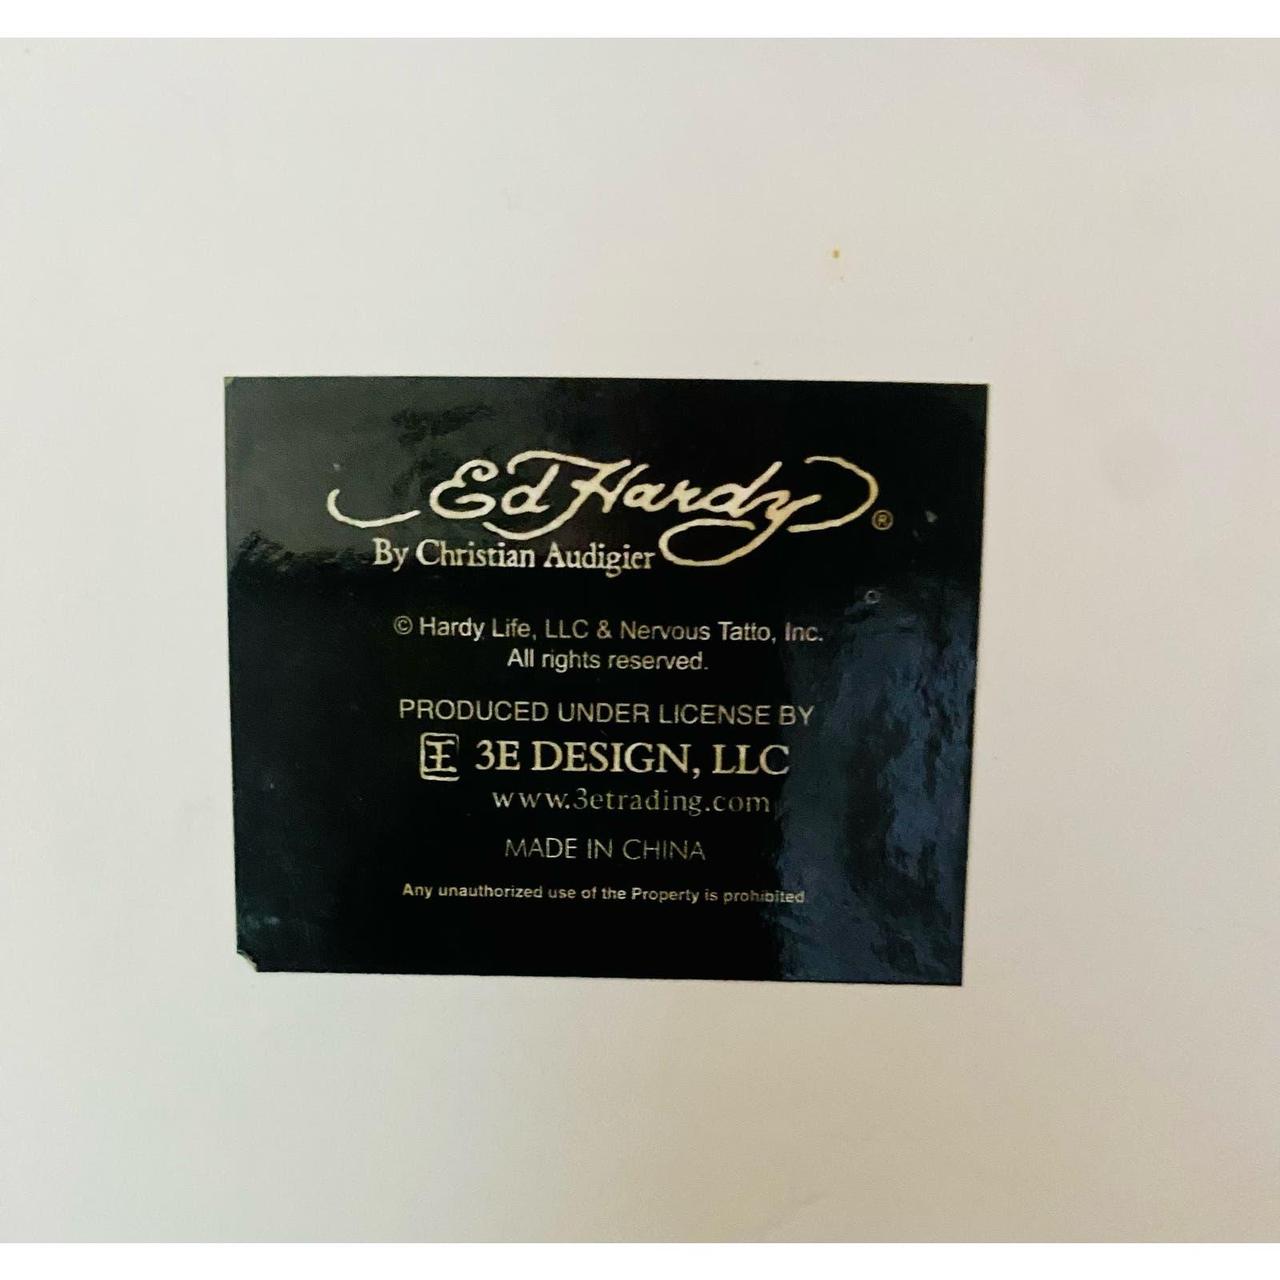 Ed Hardy ®
By Christian Audigier
© Hardy Life, LLC & Nervous Tatto, Inc.
All rights reserved.
PRODUCED UNDER LICENSE BY
3E DESIGN, LLC
www.3etrading.com
MADE IN CHINA
Any unauthorized use of the Property is prohibited